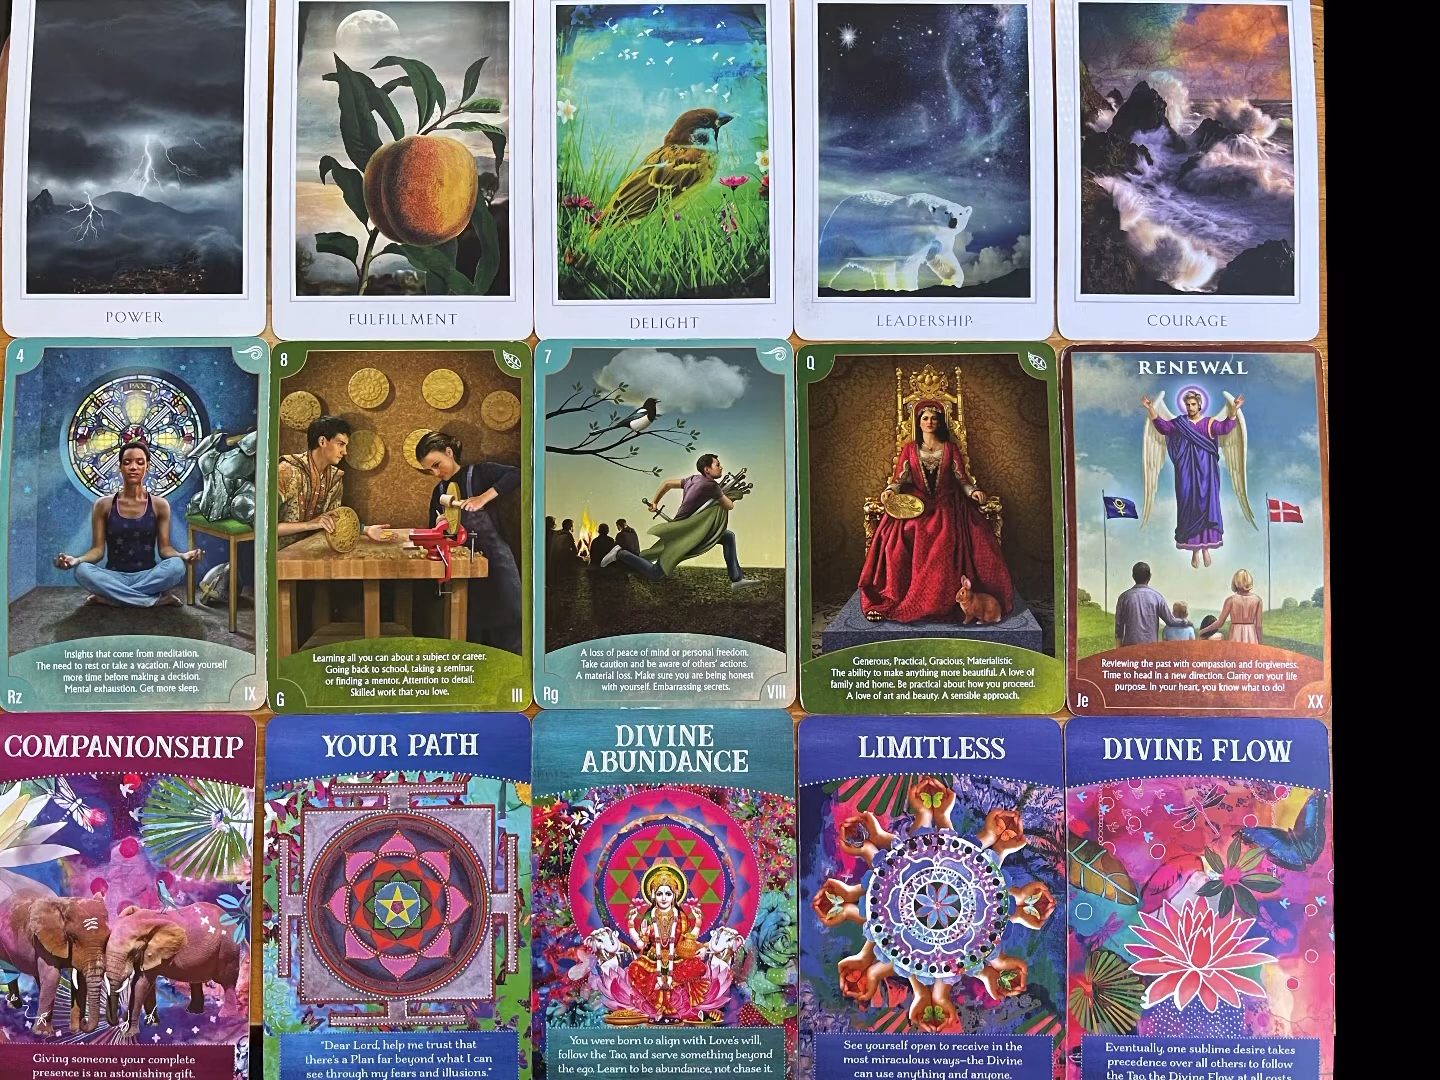 POWER
FULFILLMENT
DELIGHT
LEADERSHIP
COURAGE
4
PAX
Insights that come from meditation.
The need to rest or take a vacation. Allow yourself
more time before making a decision.
Mental exhaustion. Get more sleep.
Rz
IX
8
Learning all you can about a subject or career.
Going back to school, taking a seminar,
or finding a mentor. Attention to detail.
Skilled work that you love.
G
III
7
A loss of peace of mind or personal freedom.
Take caution and be aware of others' actions.
A material loss. Make sure you are being honest
with yourself. Embarrassing secrets.
Rg
VIII
Q
Generous, Practical, Gracious, Materialistic
The ability to make anything more beautiful. A love of
family and home. Be practical about how you proceed.
A love of art and beauty. A sensible approach.
RENEWAL
Reviewing the past with compassion and forgiveness.
Time to head in a new direction. Clarity on your life
purpose. In your heart, you know what to do!
Je
XX
COMPANIONSHIP
Giving someone your complete
presence is an astonishing gift.
YOUR PATH
"Dear Lord, help me trust that
there's a Plan far beyond what I can
see through my fears and illusions."
DIVINE
ABUNDANCE
You were born to align with Love's will,
follow the Tao, and serve something beyond
the ego. Learn to be abundance, not chase it.
LIMITLESS
See yourself open to receive in the
most miraculous ways—the Divine
can use anything and anyone.
DIVINE FLOW
Eventually, one sublime desire takes
precedence over all others: to follow
the Tao, the Divine Flow at all costs